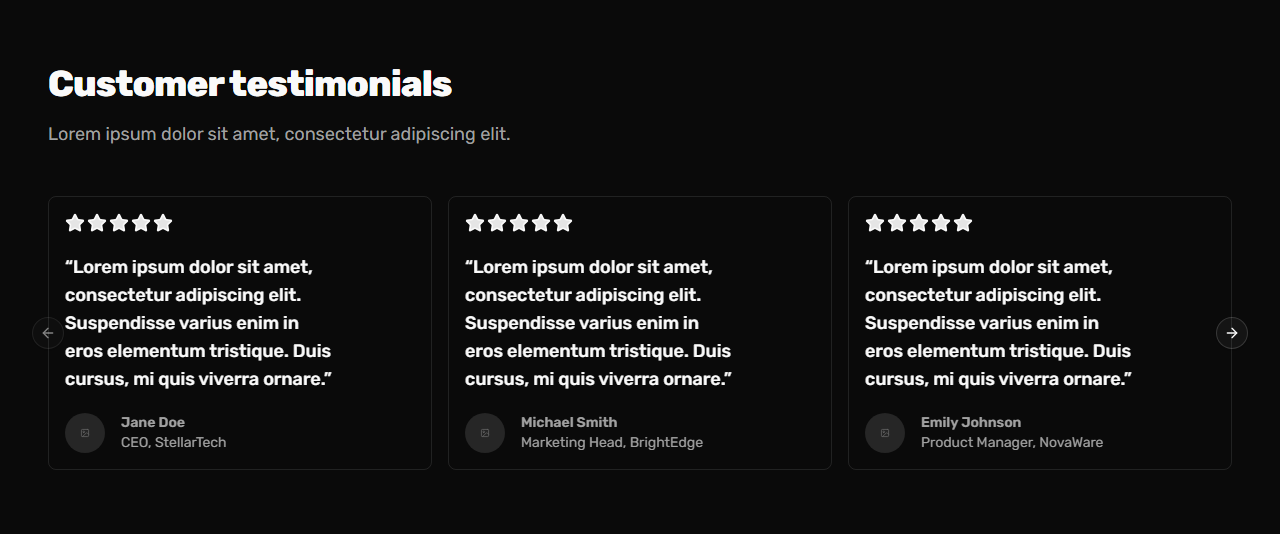 Customer testimonials
Lorem ipsum dolor sit amet, consectetur adipiscing elit.
“Lorem ipsum dolor sit amet,
consectetur adipiscing elit.
Suspendisse varius enim in
eros elementum tristique. Duis
cursus, mi quis viverra ornare.”
Jane Doe
CEO, StellarTech
“Lorem ipsum dolor sit amet,
consectetur adipiscing elit.
Suspendisse varius enim in
eros elementum tristique. Duis
cursus, mi quis viverra ornare.”
Michael Smith
Marketing Head, BrightEdge
“Lorem ipsum dolor sit amet,
consectetur adipiscing elit.
Suspendisse varius enim in
eros elementum tristique. Duis
cursus, mi quis viverra ornare.”
Emily Johnson
Product Manager, NovaWare